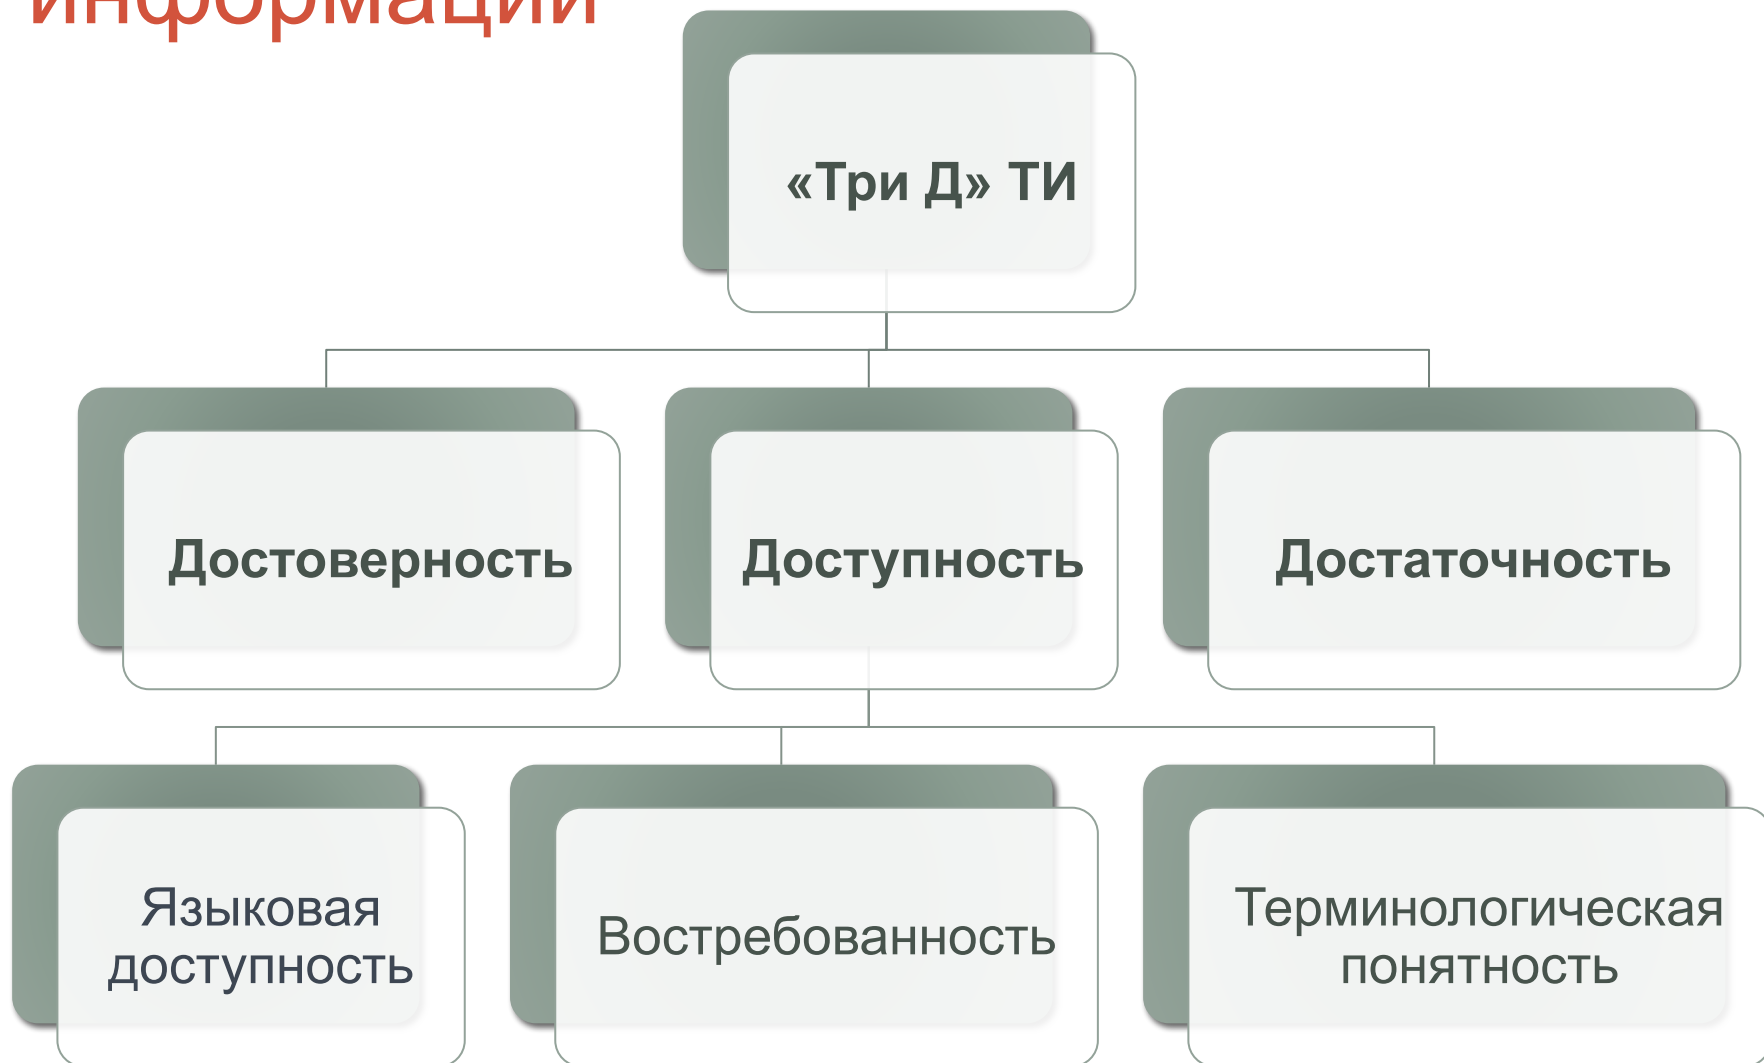 информации
«Три Д» ТИ
Достоверность
Доступность
Достаточность
Языковая
доступность
Востребованность
Терминологическая
понятность